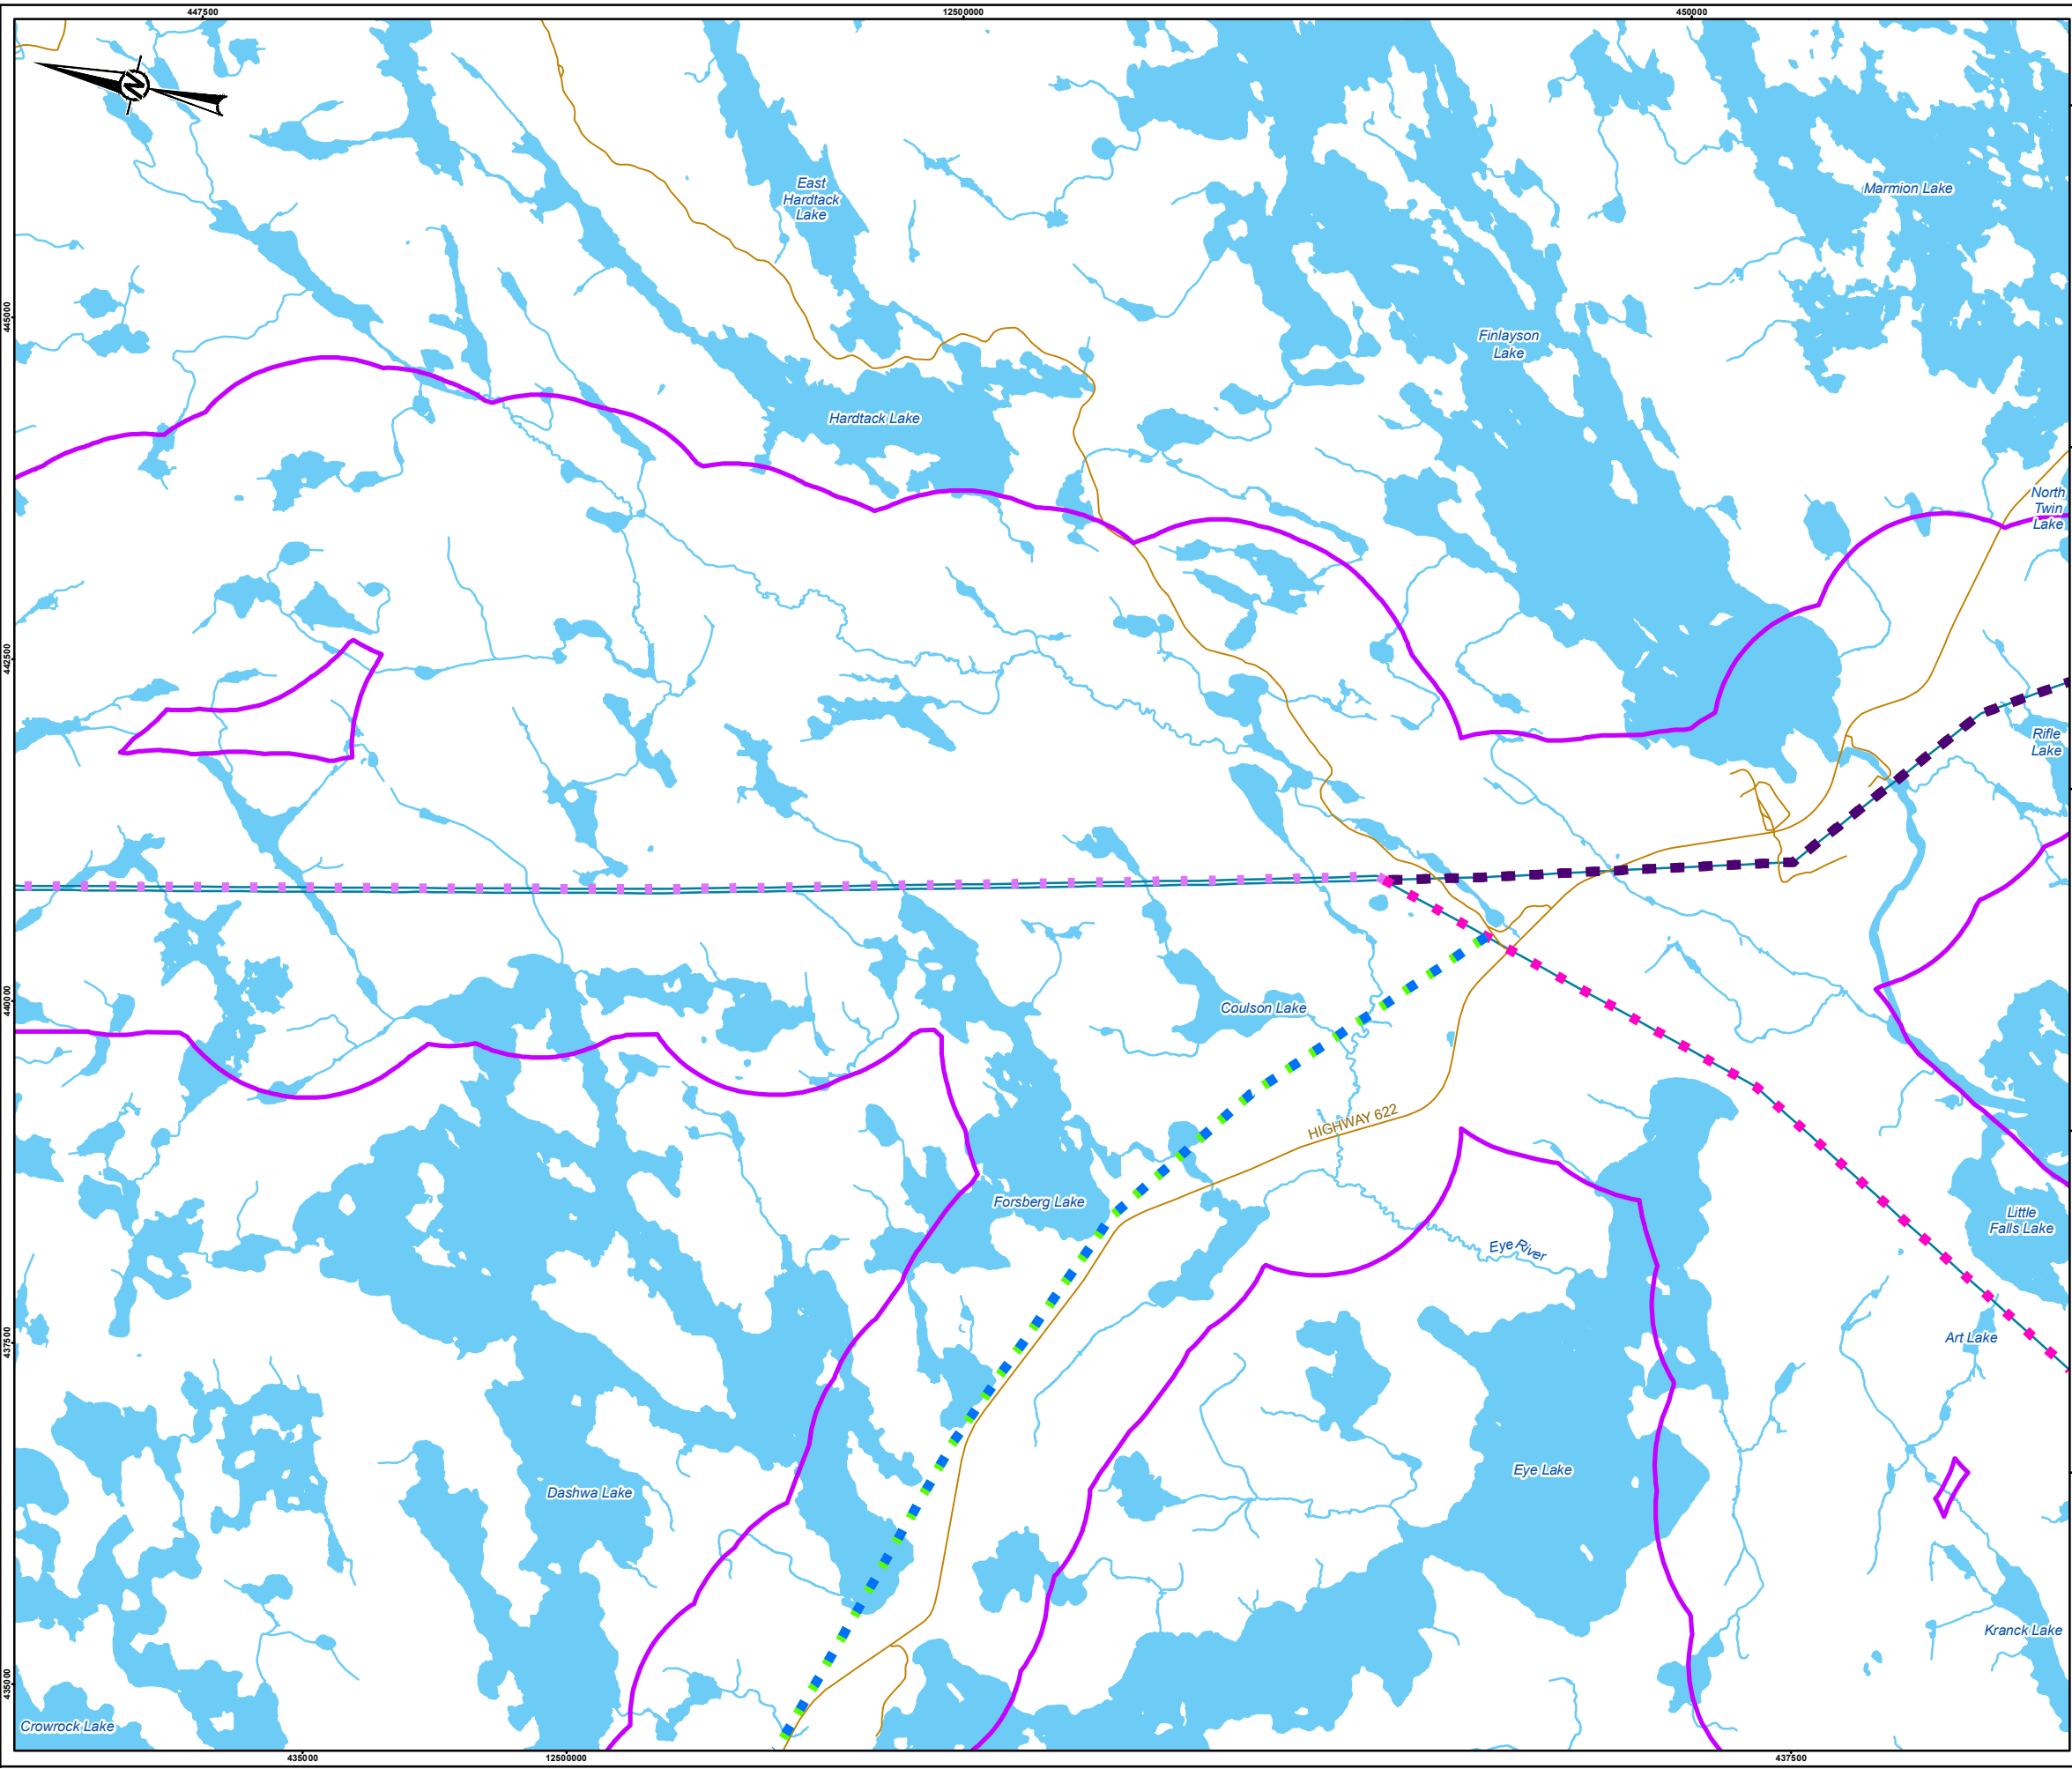 447500
12500000
450000
N
East
Hardtack
Lake
Marmion Lake
445000
Finlayson
Lake
Hardtack Lake
North
Twin
Lake
442500
Rifle
Lake
440000
Coulson Lake
HIGHWAY 622
Forsberg Lake
Little
Falls Lake
Eye River
437500
Art Lake
Eye Lake
Dashwa Lake
Kranck Lake
435000
Crowrock Lake
435000
12500000
437500